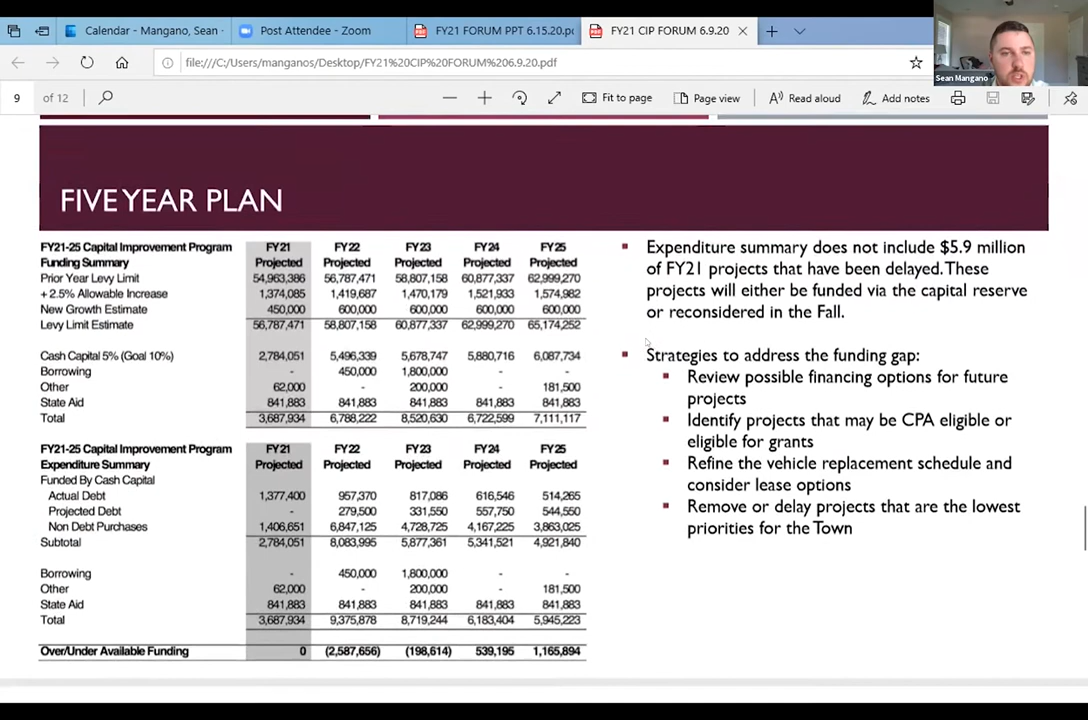 Calendar - Mangano, Sean - Post Attendee - Zoom FY21 FORUM PPT 6.15.20.pd FY21 CIP FORUM 6.9.20
file:///C:/Users/manganos/Desktop/FY21%20CIP%20FORUM%206.9.20.pdf
Sean Mangano
9 of 12 Fit to page Page view Read aloud Add notes
FIVE YEAR PLAN
FY21-25 Capital Improvement Program FY21 FY22 FY23 FY24 FY25
Funding Summary Projected Projected Projected Projected Projected
Prior Year Levy Limit 54,963,386 56,787,471 58,807,158 60,877,337 62,999,270
+ 2.5% Allowable Increase 1,374,085 1,419,687 1,470,179 1,521,933 1,574,982
New Growth Estimate 450,000 600,000 600,000 600,000 600,000
Levy Limit Estimate 56,787,471 58,807,158 60,877,337 62,999,270 65,174,252
Cash Capital 5% (Goal 10%) 2,784,051 5,496,339 5,678,747 5,880,716 6,087,734
Borrowing - 450,000 1,800,000 - -
Other 62,000 - 200,000 - 181,500
State Aid 841,883 841,883 841,883 841,883 841,883
Total 3,687,934 6,788,222 8,520,630 6,722,599 7,111,117
FY21-25 Capital Improvement Program FY21 FY22 FY23 FY24 FY25
Expenditure Summary Projected Projected Projected Projected Projected
Funded By Cash Capital
Actual Debt 1,377,400 957,370 817,086 616,546 514,265
Projected Debt - 279,500 331,550 557,750 544,550
Non Debt Purchases 1,406,651 6,847,125 4,728,725 4,167,225 3,863,025
Subtotal 2,784,051 8,083,995 5,877,361 5,341,521 4,921,840
Borrowing - 450,000 1,800,000 - -
Other 62,000 - 200,000 - 181,500
State Aid 841,883 841,883 841,883 841,883 841,883
Total 3,687,934 9,375,878 8,719,244 6,183,404 5,945,223
Over/Under Available Funding 0 (2,587,656) (198,614) 539,195 1,165,894
Expenditure summary does not include $5.9 million
of FY21 projects that have been delayed. These
projects will either be funded via the capital reserve
or reconsidered in the Fall.
Strategies to address the funding gap:
Review possible financing options for future
projects
Identify projects that may be CPA eligible or
eligible for grants
Refine the vehicle replacement schedule and
consider lease options
Remove or delay projects that are the lowest
priorities for the Town